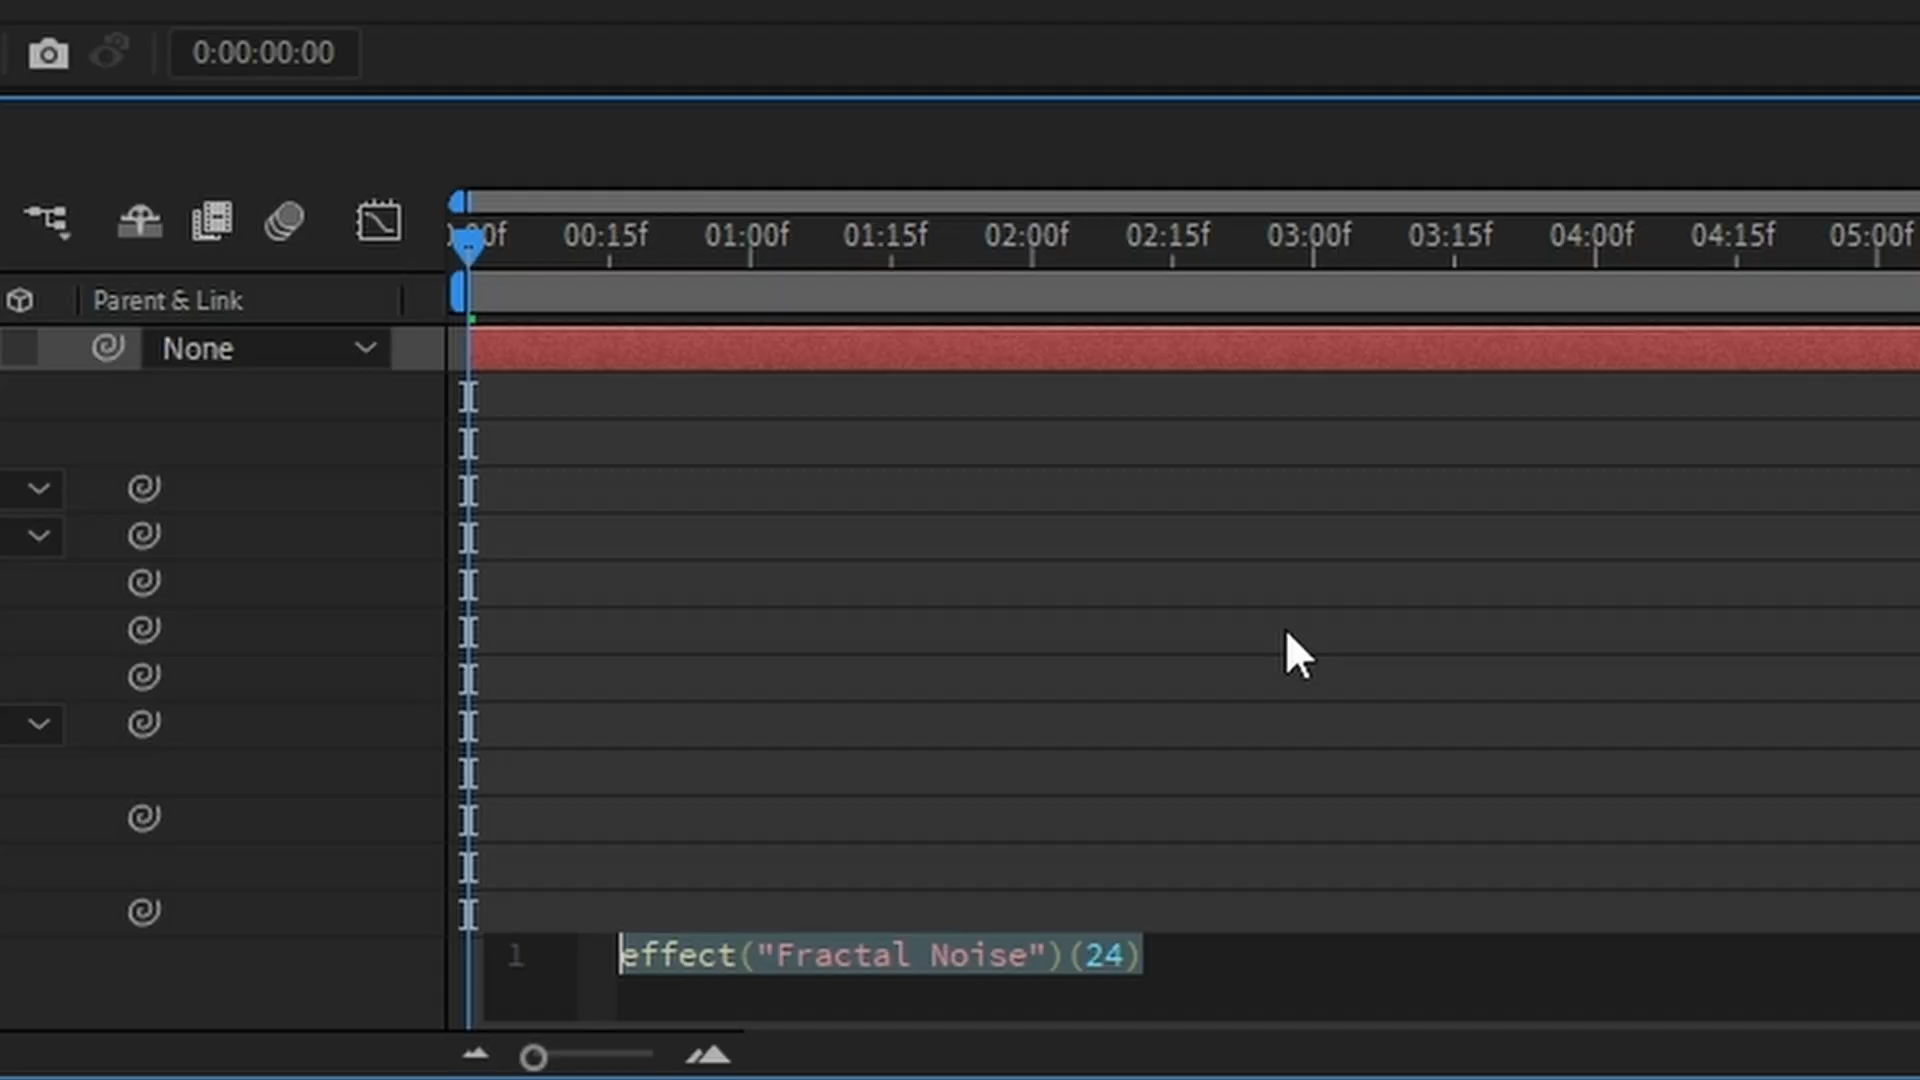 0:00:00:00
00f 00:15f 01:00f 01:15f 02:00f 02:15f 03:00f 03:15f 04:00f 04:15f 05:00f
Parent & Link
None
1 effect("Fractal Noise")(24)